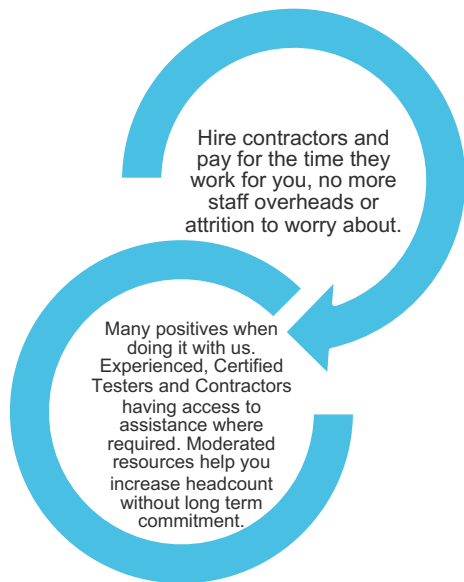 Hire contractors and
pay for the time they
work for you, no more
staff overheads or
attrition to worry about.
Many positives when
doing it with us.
Experienced, Certified
Testers and Contractors
having access to
assistance where
required. Moderated
resources help you
increase headcount
without long term
commitment.